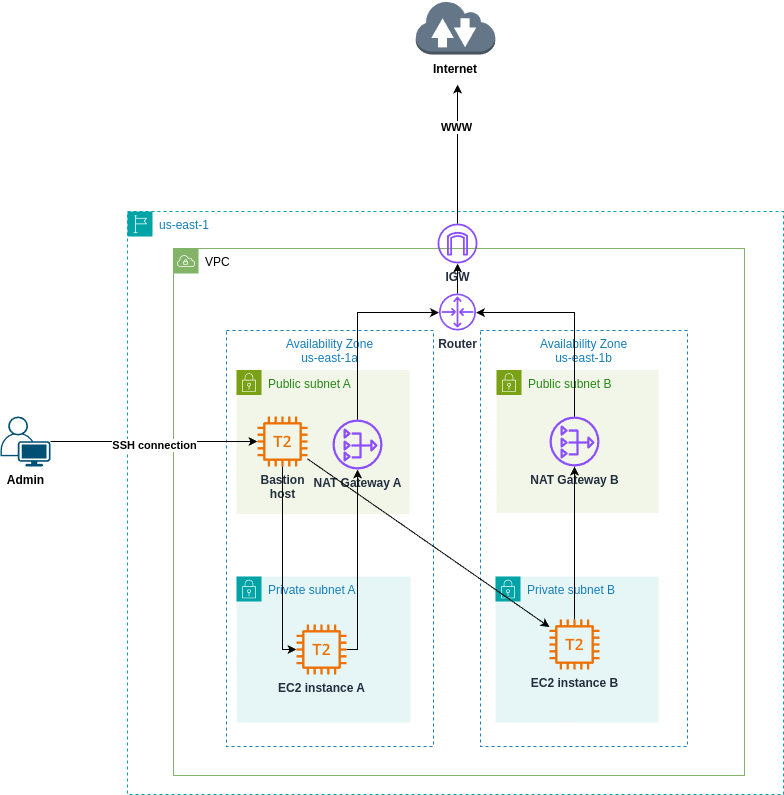 Internet
WWW
us-east-1
VPC
IGW
Router
Availability Zone
us-east-1a
Availability Zone
us-east-1b
Public subnet A
Public subnet B
T2
SSH connection
Admin
Bastion
host
NAT Gateway A
NAT Gateway B
Private subnet A
Private subnet B
T2
T2
EC2 instance A
EC2 instance B